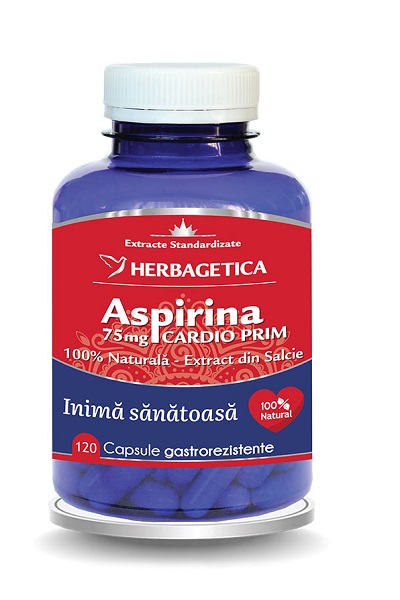 Extracte Standardizate
HERBAGETICA
Aspirina
75mg CARDIO PRIM
100% Naturală - Extract din Salcie
Inimă sănătoasă
100%
Natural
120 Capsule gastrorezistente